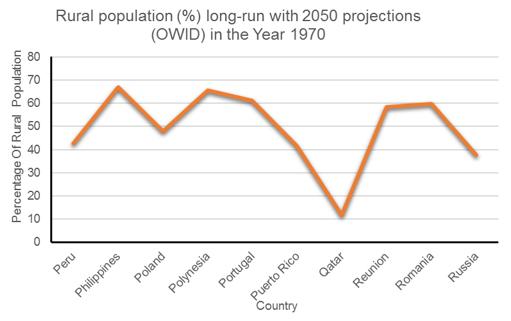 Rural population (%) long-run with 2050 projections
(OWID) in the Year 1970
Percentage Of Rural Population
80
70
60
50
40
30
20
10
0
Peru
Philippines
Poland
Polynesia
Portugal
Puerto Rico
Qatar
Reunion
Romania
Russia
Country